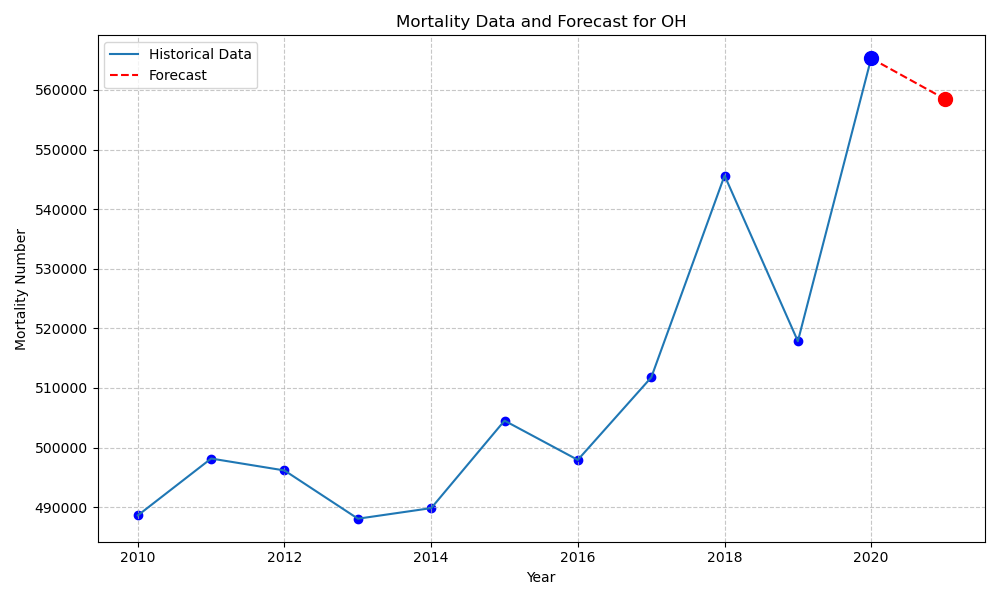 Mortality Data and Forecast for OH
Historical Data
Forecast
560000
550000
540000
530000
520000
510000
500000
490000
Mortality Number
2010 2012 2014 2016 2018 2020
Year